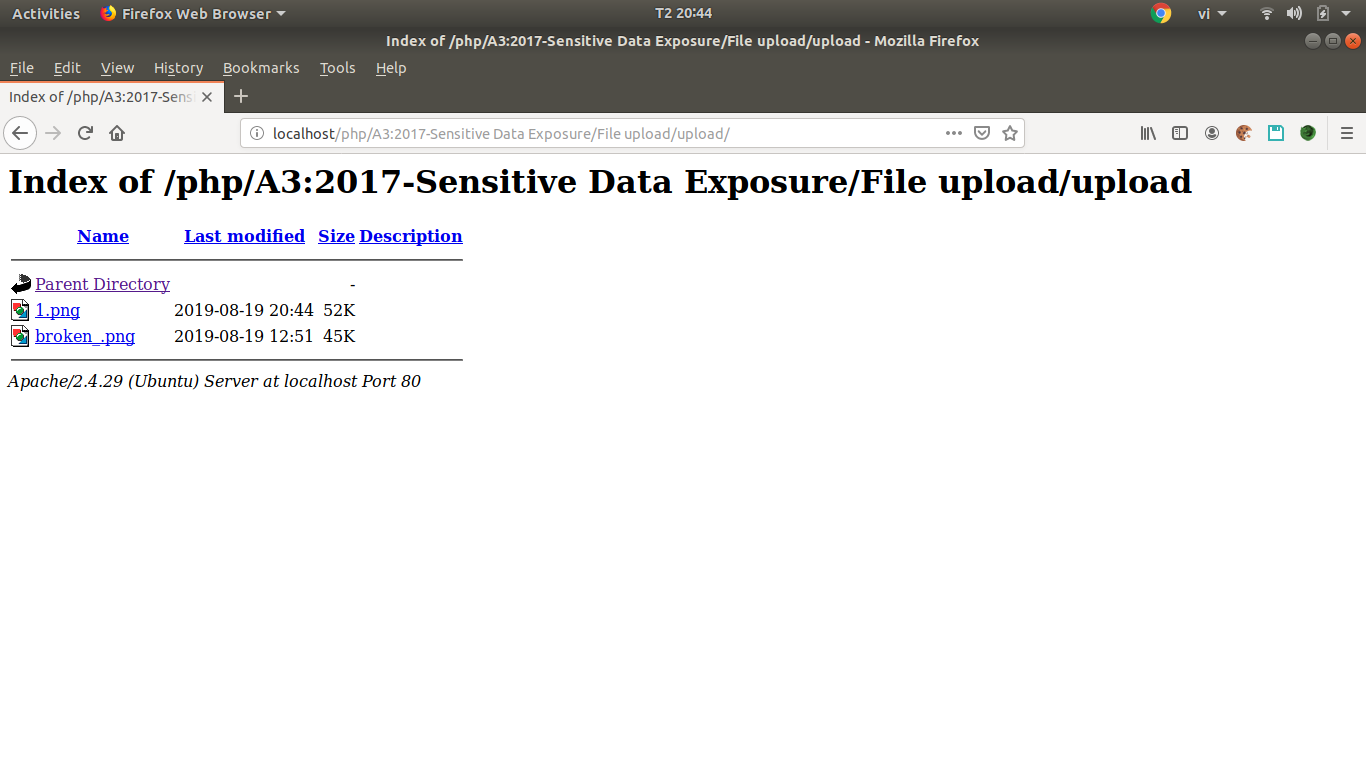 Activities Firefox Web Browser T2 20:44 vi
Index of /php/A3:2017-Sensitive Data Exposure/File upload/upload - Mozilla Firefox
File Edit View History Bookmarks Tools Help
Index of /php/A3:2017-Sens
localhost/php/A3:2017-Sensitive Data Exposure/File upload/upload/
Index of /php/A3:2017-Sensitive Data Exposure/File upload/upload
Name Last modified Size Description
Parent Directory -
1.png 2019-08-19 20:44 52K
broken_.png 2019-08-19 12:51 45K
Apache/2.4.29 (Ubuntu) Server at localhost Port 80